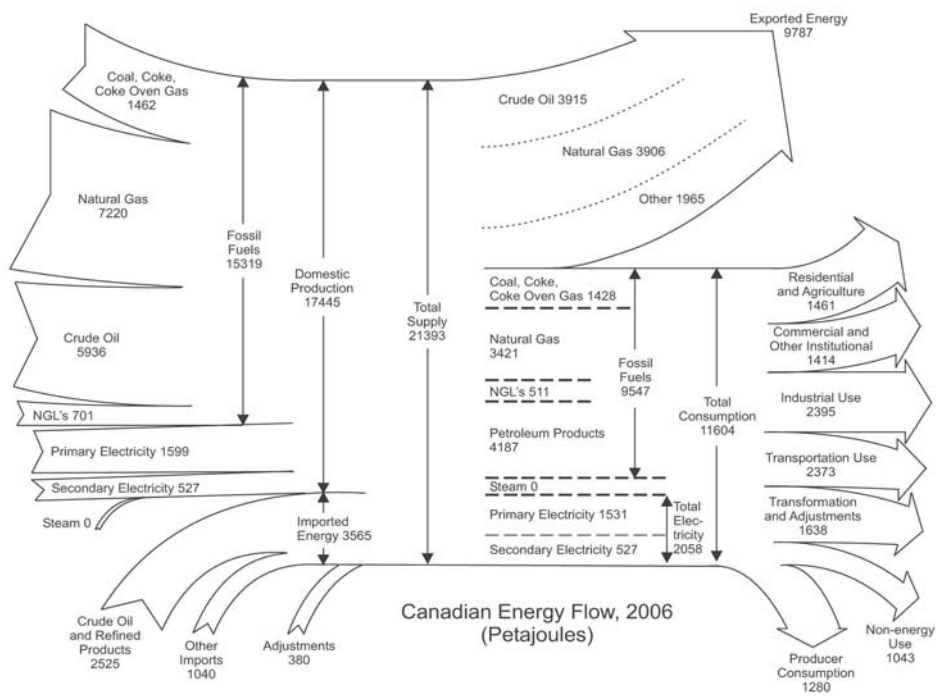 Exported Energy
9787
Coal, Coke,
Coke Oven Gas
1462
Natural Gas
7220
Crude Oil
5936
NGL's 701
Primary Electricity 1599
Secondary Electricity 527
Steam 0
Crude Oil
and Refined
Products
2525
Other
Imports
1040
Adjustments
380
Fossil
Fuels
15319
Domestic
Production
17445
Imported
Energy 3565
Total
Supply
21393
Crude Oil 3915
Natural Gas 3906
Other 1965
Coal, Coke,
Coke Oven Gas 1428
Natural Gas
3421
NGL's 511
Petroleum Products
4187
Steam 0
Primary Electricity 1531
Secondary Electricity 527
Fossil
Fuels
9547
Total
Elec-
tricity
2058
Total
Consumption
11604
Residential
and Agriculture
1461
Commercial and
Other Institutional
1414
Industrial Use
2395
Transportation Use
2373
Transformation
and Adjustments
1638
Non-energy
Use
1043
Producer
Consumption
1280
Canadian Energy Flow, 2006
(Petajoules)